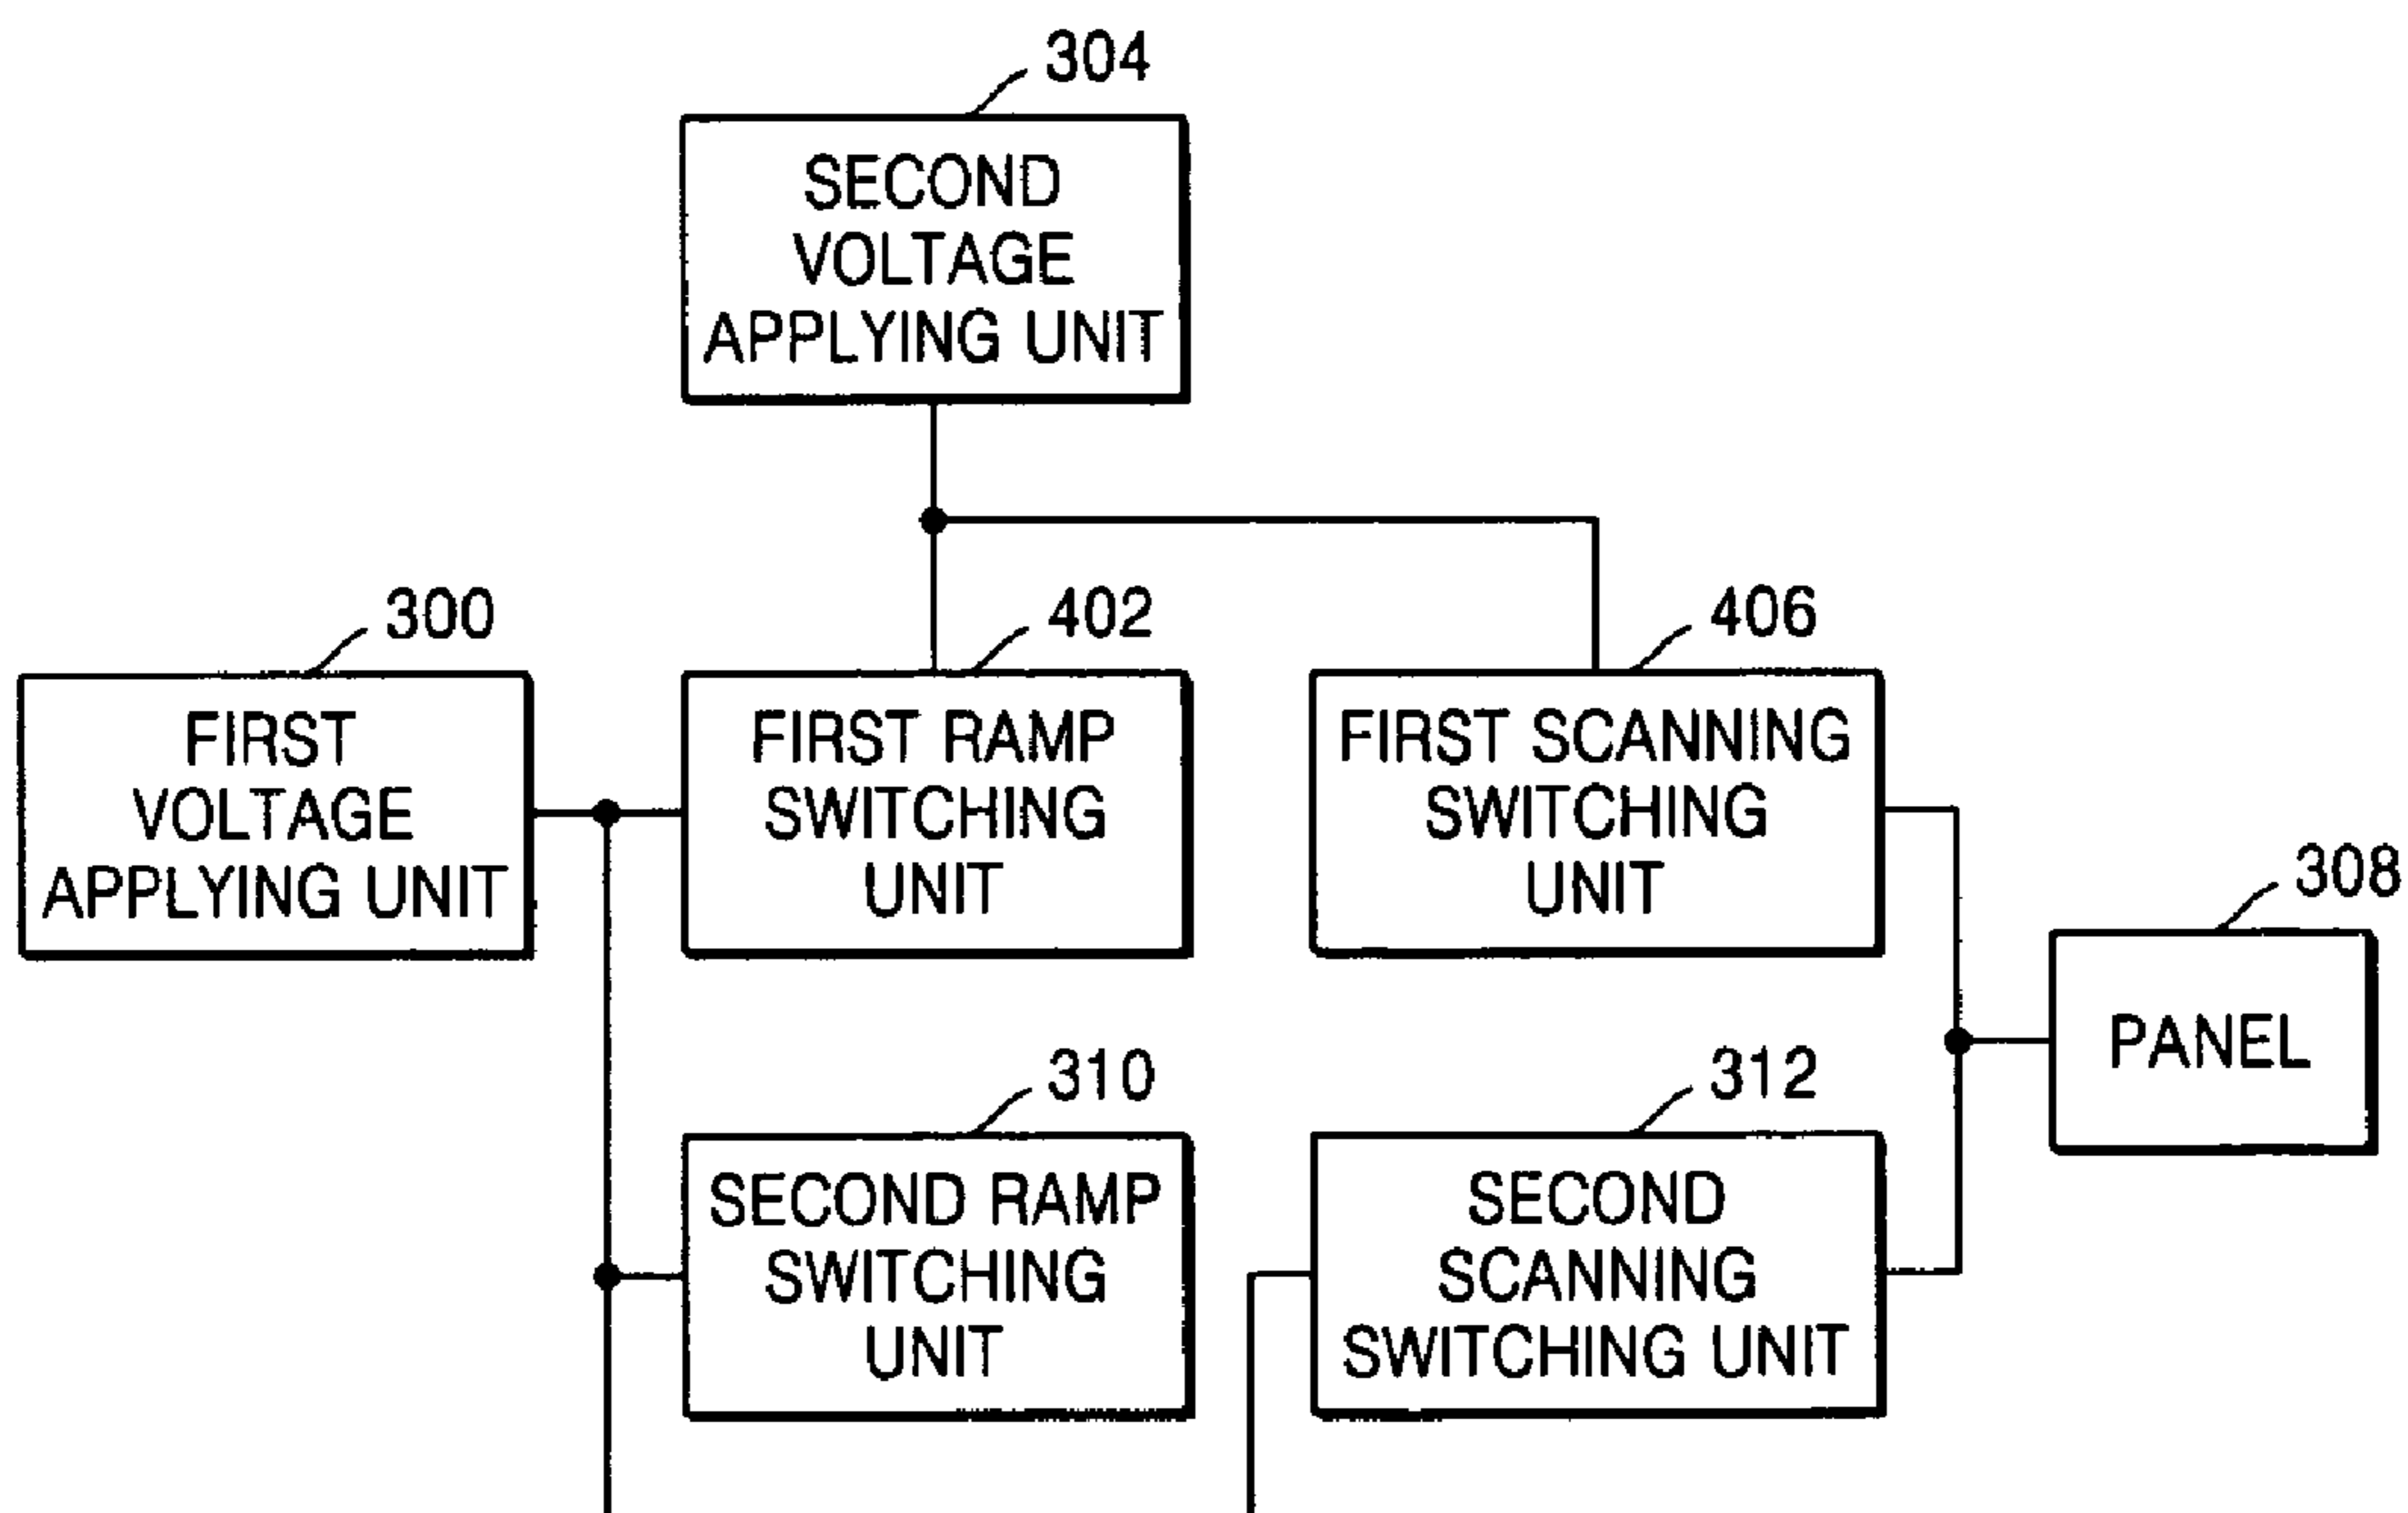 304
SECOND
VOLTAGE
APPLYING UNIT
300
FIRST
VOLTAGE
APPLYING UNIT
402
FIRST RAMP
SWITCHING
UNIT
406
FIRST SCANNING
SWITCHING
UNIT
308
PANEL
310
SECOND RAMP
SWITCHING
UNIT
312
SECOND
SCANNING
SWITCHING UNIT